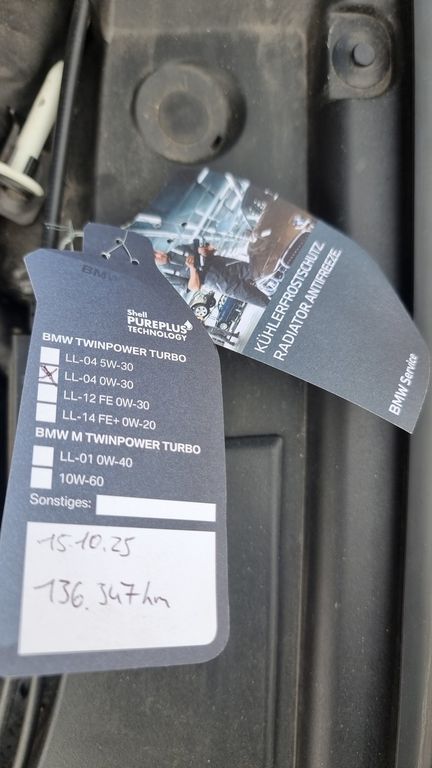 BMW
Shell
PUREPLUS
TECHNOLOGY
BMW TWINPOWER TURBO
LL-04 5W-30
LL-04 0W-30
LL-12 FE 0W-30
LL-14 FE+ 0W-20
BMW M TWINPOWER TURBO
LL-01 0W-40
10W-60
Sonstiges:
15.10.25
136.347km
KÜHLERFROSTSCHUTZ.
RADIATOR ANTIFREEZE.
BMW Service